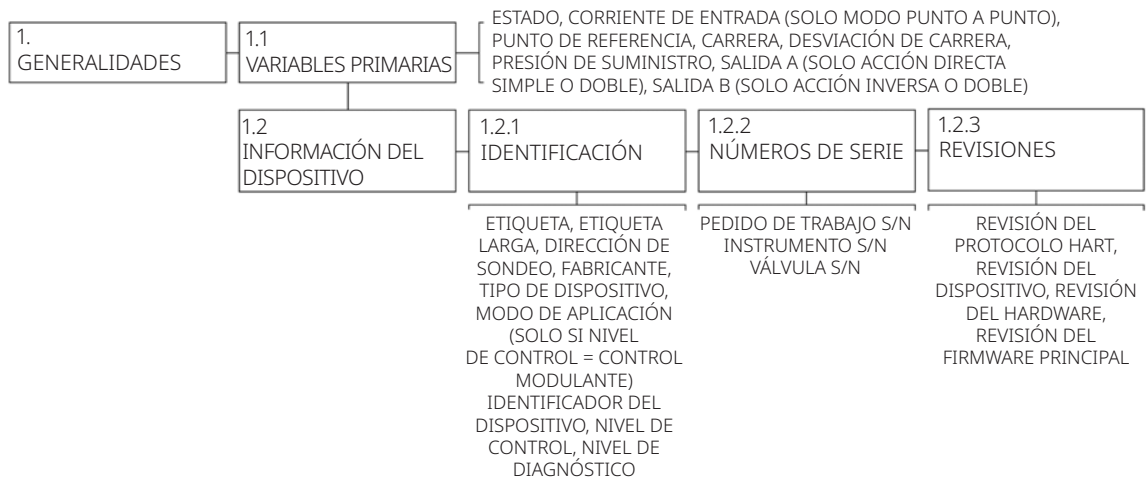 1.
GENERALIDADES
1.1
VARIABLES PRIMARIAS
ESTADO, CORRIENTE DE ENTRADA (SOLO MODO PUNTO A PUNTO),
PUNTO DE REFERENCIA, CARRERA, DESVIACIÓN DE CARRERA,
PRESIÓN DE SUMINISTRO, SALIDA A (SOLO ACCIÓN DIRECTA
SIMPLE O DOBLE), SALIDA B (SOLO ACCIÓN INVERSA O DOBLE)
1.2
INFORMACIÓN DEL
DISPOSITIVO
1.2.1
IDENTIFICACIÓN
1.2.2
NÚMEROS DE SERIE
1.2.3
REVISIONES
ETIQUETA, ETIQUETA
LARGA, DIRECCIÓN DE
SONDEO, FABRICANTE,
TIPO DE DISPOSITIVO,
MODO DE APLICACIÓN
(SOLO SI NIVEL
DE CONTROL = CONTROL
MODULANTE)
IDENTIFICADOR DEL
DISPOSITIVO, NIVEL DE
CONTROL, NIVEL DE
DIAGNÓSTICO
PEDIDO DE TRABAJO S/N
INSTRUMENTO S/N
VÁLVULA S/N
REVISIÓN DEL
PROTOCOLO HART,
REVISIÓN DEL
DISPOSITIVO, REVISIÓN
DEL HARDWARE,
REVISIÓN DEL
FIRMWARE PRINCIPAL